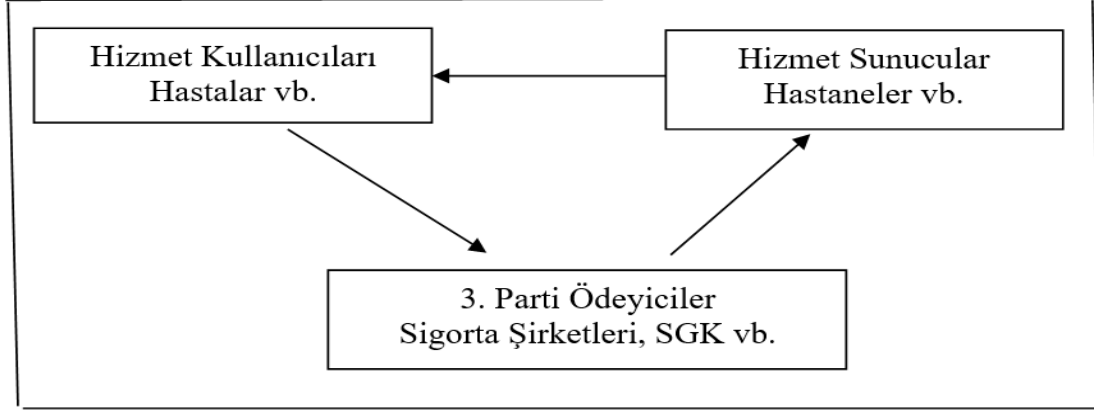 Hizmet Kullanıcıları
Hastalar vb.
Hizmet Sunucular
Hastaneler vb.
3. Parti Ödeyiciler
Sigorta Şirketleri, SGK vb.